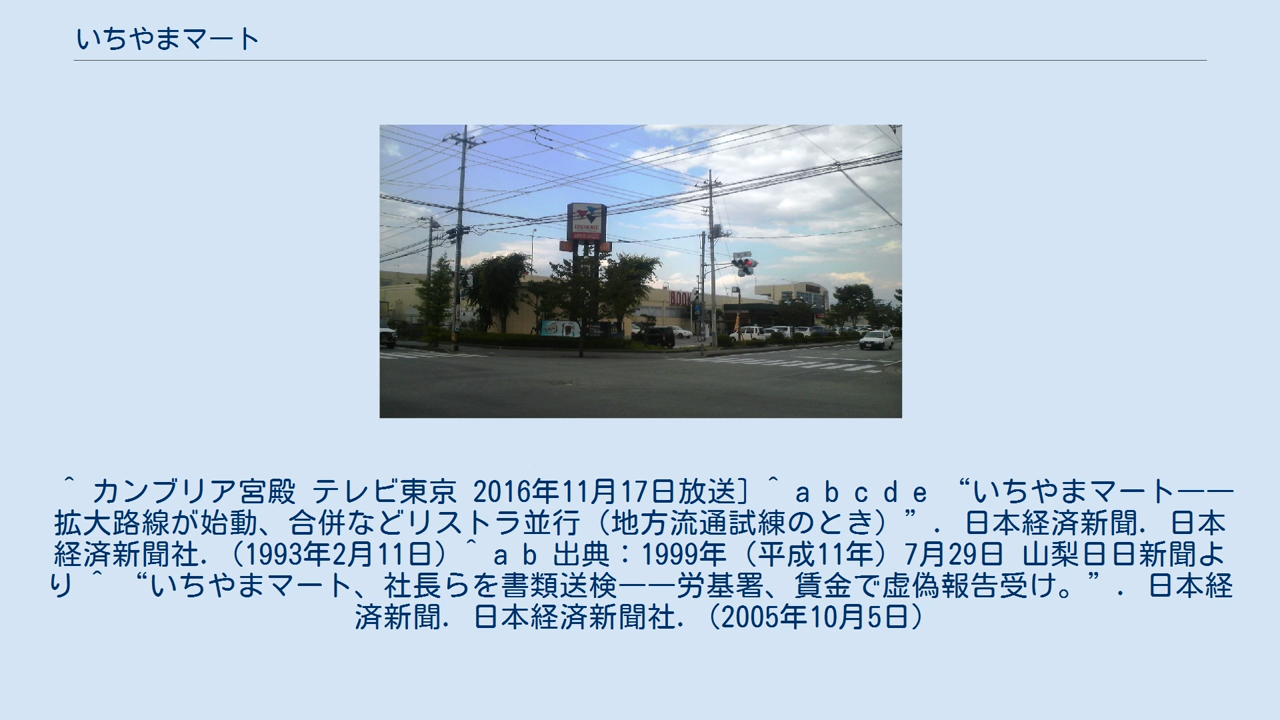 いちやまマート
BOOK
^ カンブリア宮殿 テレビ東京 2016年11月17日放送] ^ a b c d e “いちやまマート――
拡大路線が始動、合併などリストラ並行（地方流通試練のとき）”. 日本経済新聞. 日本
経済新聞社. （1993年2月11日） ^ a b 出典：1999年（平成11年）7月29日 山梨日日新聞よ
り ^ “いちやまマート、社長らを書類送検――労基署、賃金で虚偽報告受け。”. 日本経
済新聞. 日本経済新聞社. （2005年10月5日）